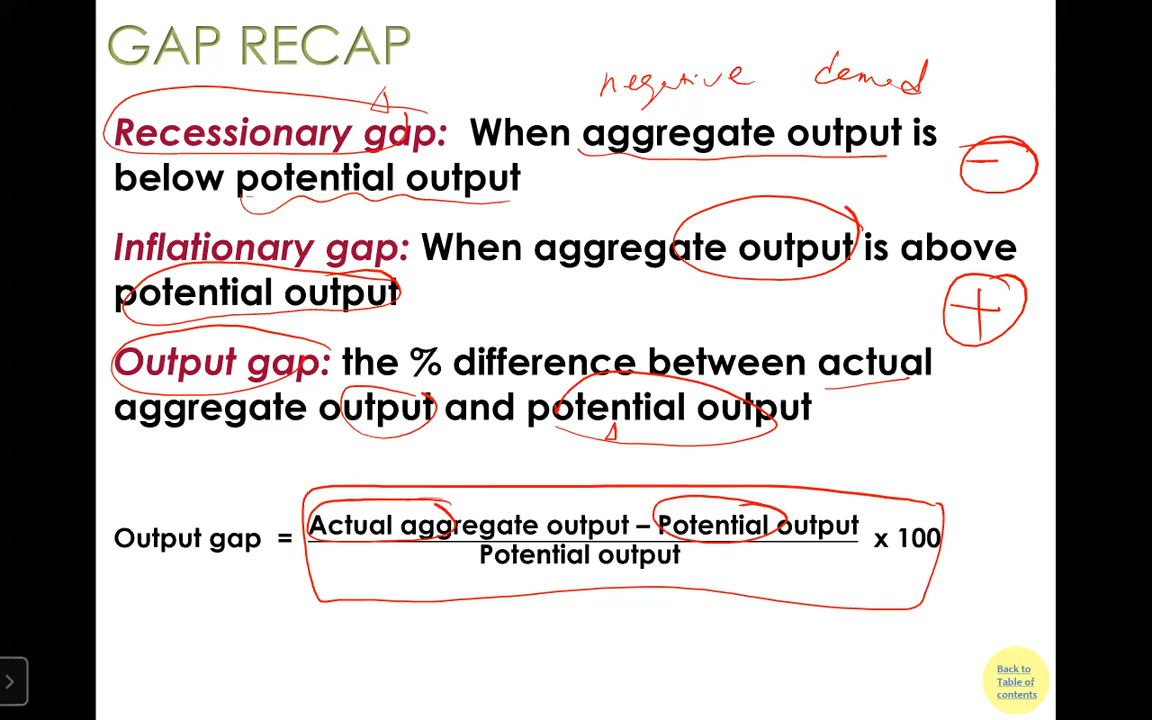 GAP RECAP
negative demad
Recessionary gap: When aggregate output is
below potential output
−
Inflationary gap: When aggregate output is above
potential output
+
Output gap: the % difference between actual
aggregate output and potential output
Output gap = Actual aggregate output – Potential output x 100
Potential output
Back to
Table of
contents